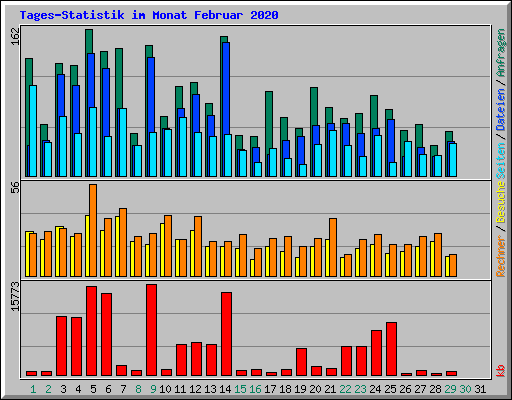 Tages-Statistik im Monat Februar 2020
162
56
15773
Rechner / Besuche Seiten / Dateien / Anfragen
kb
1 2 3 4 5 6 7 8 9 10 11 12 13 14 15 16 17 18 19 20 21 22 23 24 25 26 27 28 29 30 31